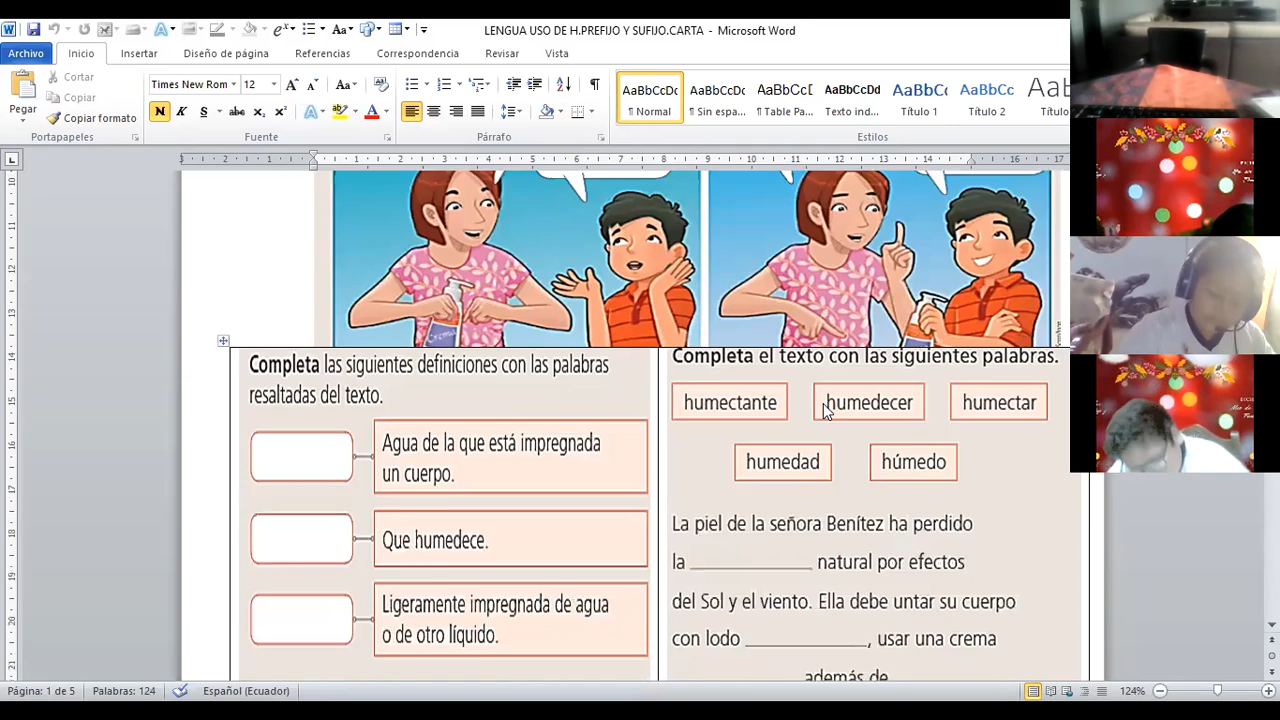 LENGUA USO DE H.PREFIJO Y SUFIJO.CARTA - Microsoft Word
Archivo Inicio Insertar Diseño de página Referencias Correspondencia Revisar Vista
Pegar
Cortar
Copiar
Copiar formato
Portapapeles
Times New Rom 12
N K S abc x₂ x²
Fuente
Párrafo
AaBbCcDc AaBbCcDc AaBbCcD AaBbCcDd AaBbCc AaBbCc
¶ Normal ¶ Sin espa... ¶ Table Pa... Texto ind... Título 1 Título 2 Título
Estilos
Completa las siguientes definiciones con las palabras
resaltadas del texto.
Agua de la que está impregnada
un cuerpo.
Que humedece.
Ligeramente impregnada de agua
o de otro líquido.
Completa el texto con las siguientes palabras.
humectante humedecer humectar
humedad húmedo
La piel de la señora Benítez ha perdido
la ____________ natural por efectos
del Sol y el viento. Ella debe untar su cuerpo
con lodo ____________, usar una crema
además de
Página: 1 de 5 Palabras: 124 Español (Ecuador) 124%